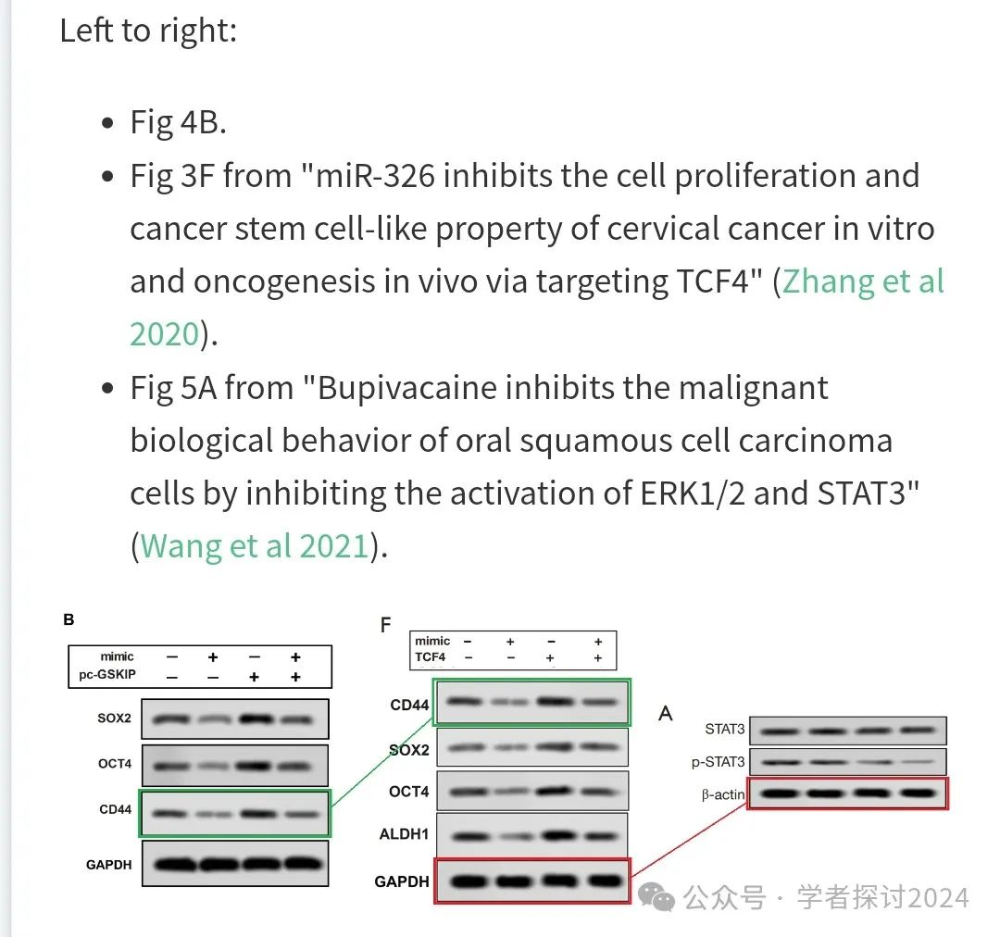 Left to right:
• Fig 4B.
• Fig 3F from "miR-326 inhibits the cell proliferation and
cancer stem cell-like property of cervical cancer in vitro
and oncogenesis in vivo via targeting TCF4" (Zhang et al
2020).
• Fig 5A from "Bupivacaine inhibits the malignant
biological behavior of oral squamous cell carcinoma
cells by inhibiting the activation of ERK1/2 and STAT3"
(Wang et al 2021).
B
mimic − + − +
pc-GSKIP − − + +
SOX2
OCT4
CD44
GAPDH
F
mimic − + − +
TCF4 − − + +
CD44
SOX2
OCT4
ALDH1
GAPDH
A
STAT3
p-STAT3
β-actin
公众号 · 学者探讨2024